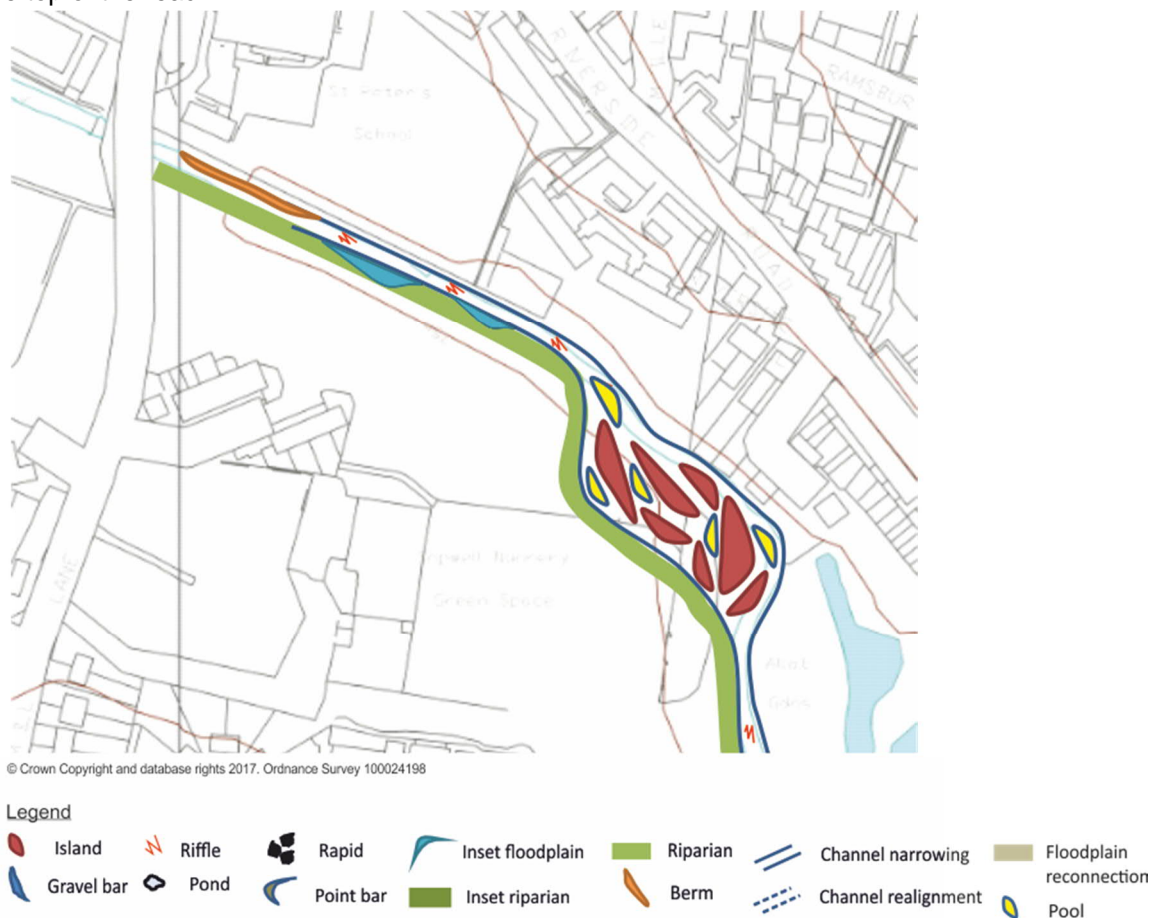 St Peter's
School
RIVERSIDE
ROAD
RAMSBUR
LANE
Green Space
© Crown Copyright and database rights 2017. Ordnance Survey 100024198
Legend
Island
Riffle
Rapid
Inset floodplain
Riparian
Channel narrowing
Floodplain
reconnection
Gravel bar
Pond
Point bar
Inset riparian
Berm
Channel realignment
Pool